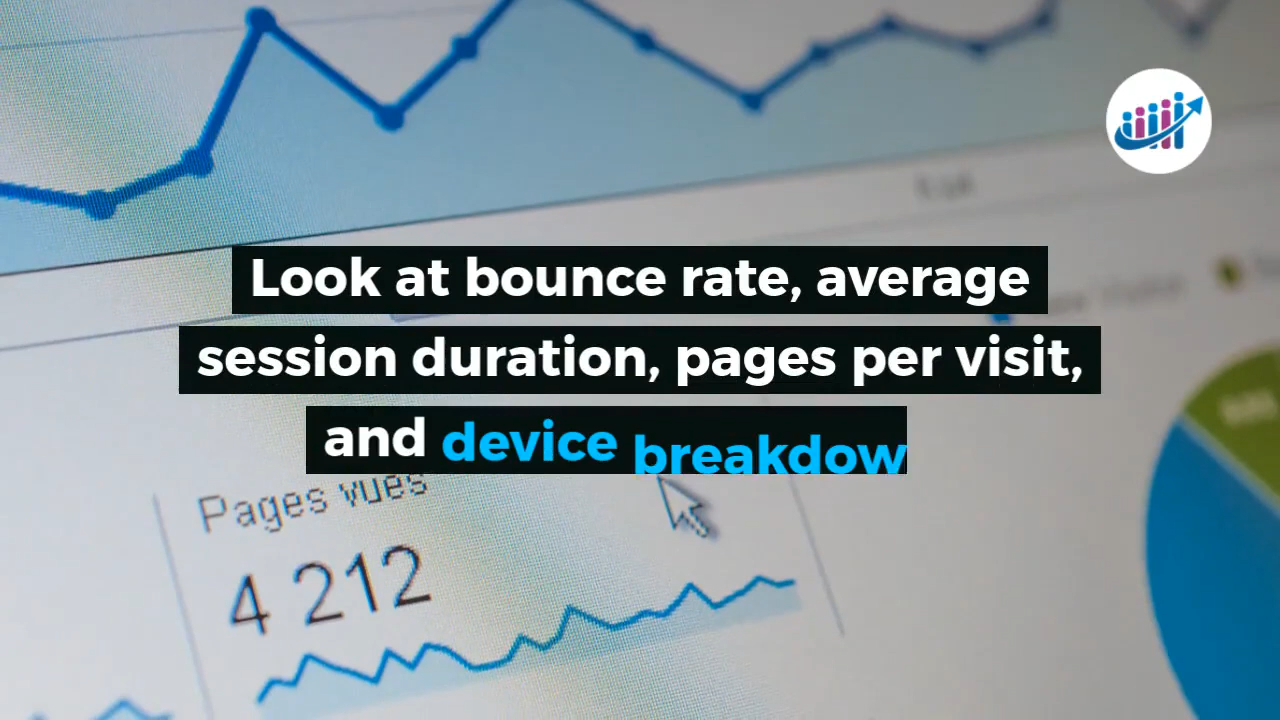 Look at bounce rate, average
session duration, pages per visit,
and device breakdow
Pages vues
4 212